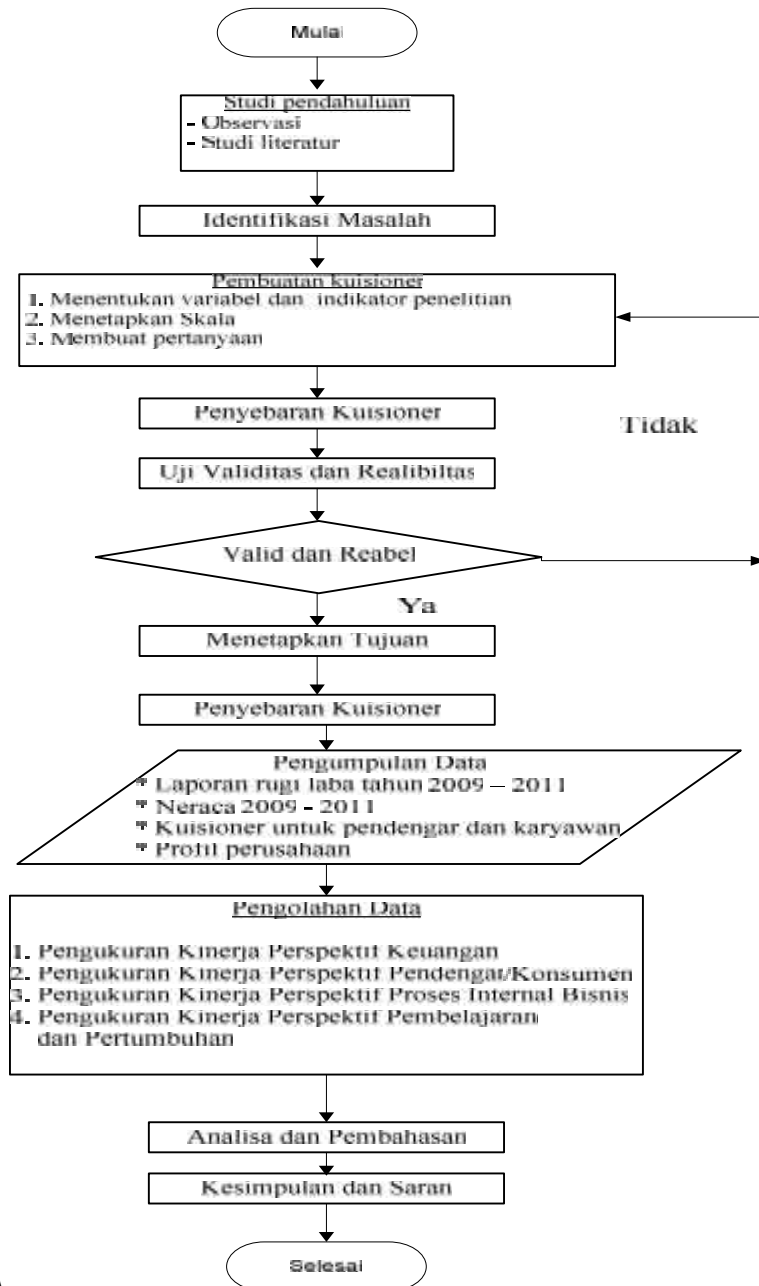 Mulai
Studi pendahuluan
- Observasi
- Studi literatur
Identifikasi Masalah
Pembuatan kuisioner
1. Menentukan variabel dan indikator penelitian
2. Menetapkan Skala
3. Membuat pertanyaan
Penyebaran Kuisioner
Tidak
Uji Validitas dan Realibiltas
Valid dan Reabel
Ya
Menetapkan Tujuan
Penyebaran Kuisioner
Pengumpulan Data
* Laporan rugi laba tahun 2009 – 2011
* Neraca 2009 - 2011
* Kuisioner untuk pendengar dan karyawan
* Profil perusahaan
Pengolahan Data
1. Pengukuran Kinerja Perspektif Keuangan
2. Pengukuran Kinerja Perspektif Pendengar/Konsumen
3. Pengukuran Kinerja Perspektif Proses Internal Bisnis
4. Pengukuran Kinerja Perspektif Pembelajaran
dan Pertumbuhan
Analisa dan Pembahasan
Kesimpulan dan Saran
Selesai